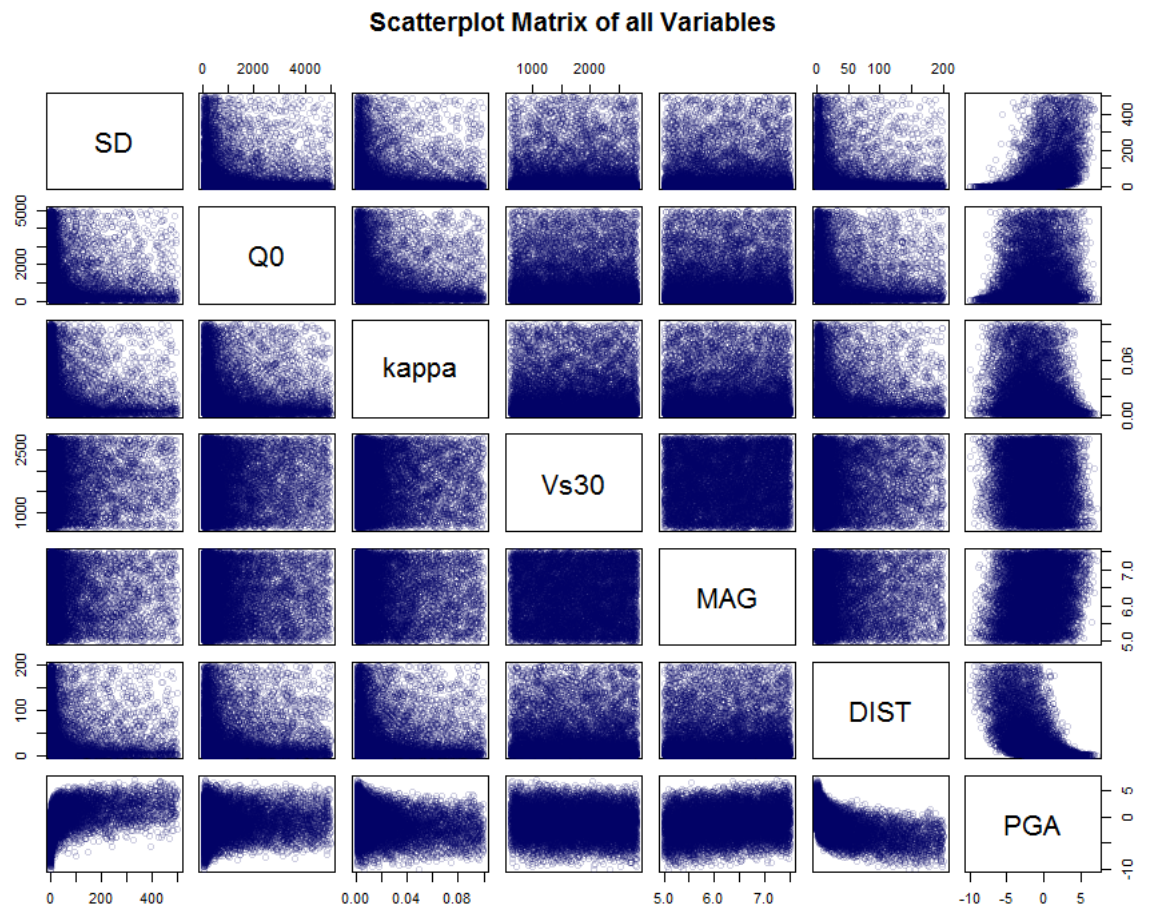 Scatterplot Matrix of all Variables
0 2000 4000 1000 2000 0 50 100 200
SD
0 200 400
0 2000 5000
Q0
kappa
0.00 0.06
1000 2500
Vs30
MAG
5.0 6.0 7.0
0 100 200
DIST
PGA
-10 0 5
0 200 400 0.00 0.04 0.08 5.0 6.0 7.0 -10 -5 0 5